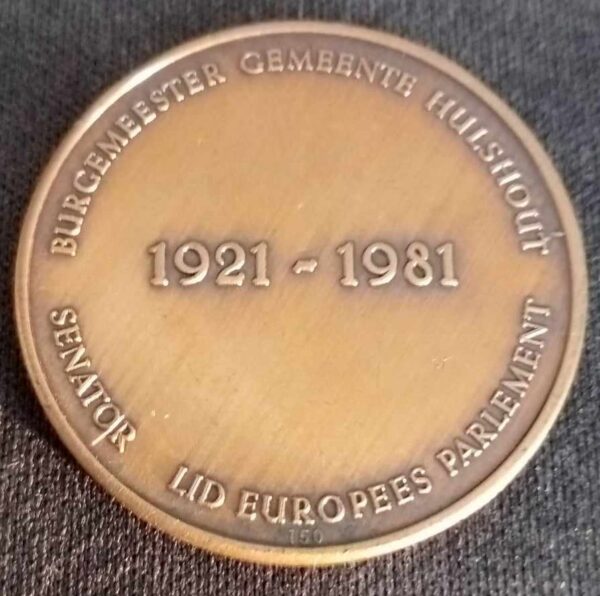 BURGEMEESTER GEMEENTE HULSHOUT
1921 - 1981
SENATOR
LID EUROPEES PARLEMENT
150